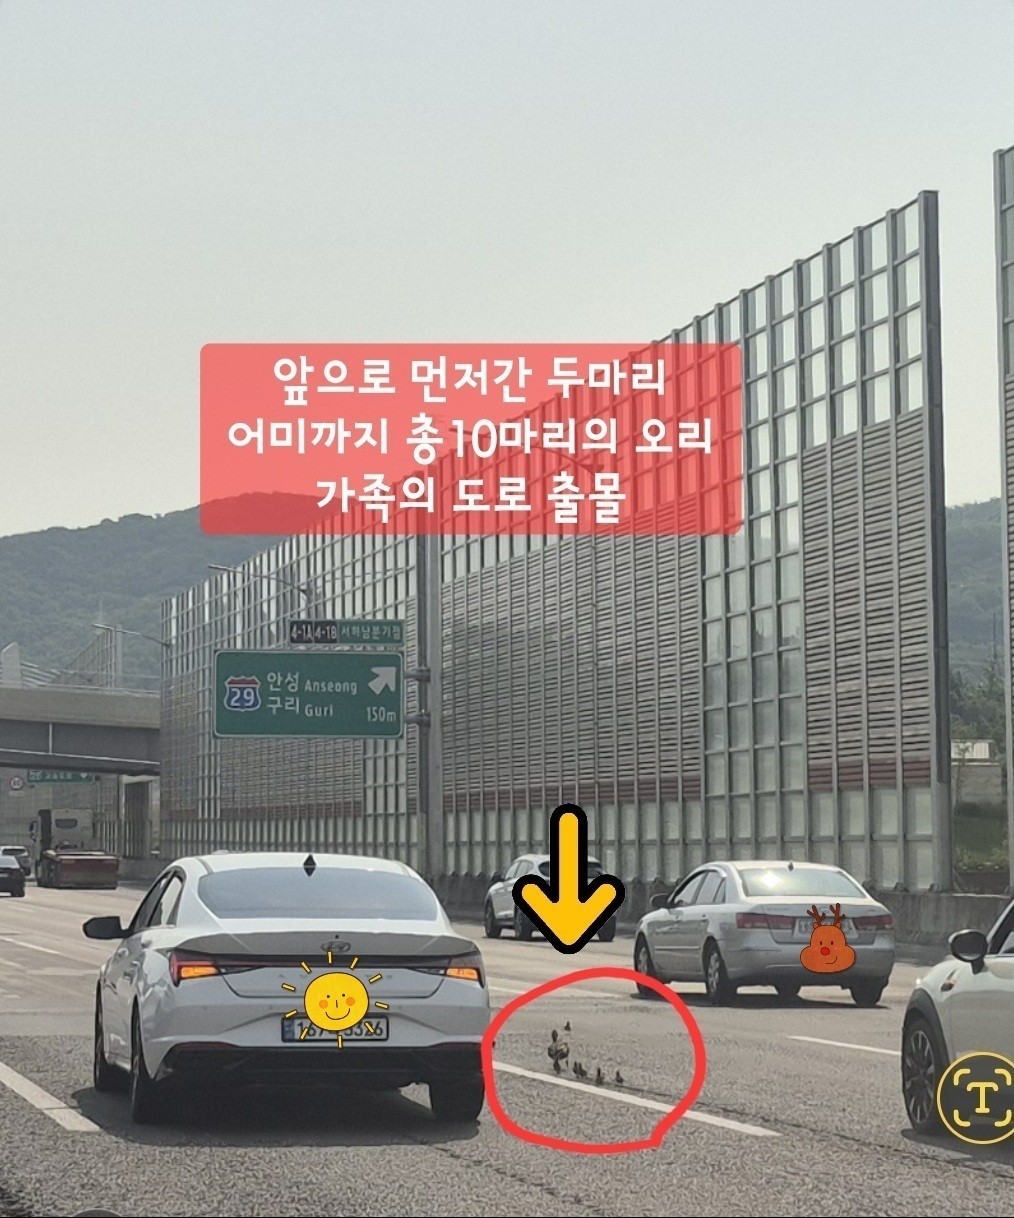 앞으로 먼저간 두마리
어미까지 총10마리의 오리
가족의 도로 출몰
4-1A 4-1B 서하남분기점
29 안성 Anseong
구리 Guri
150m
T